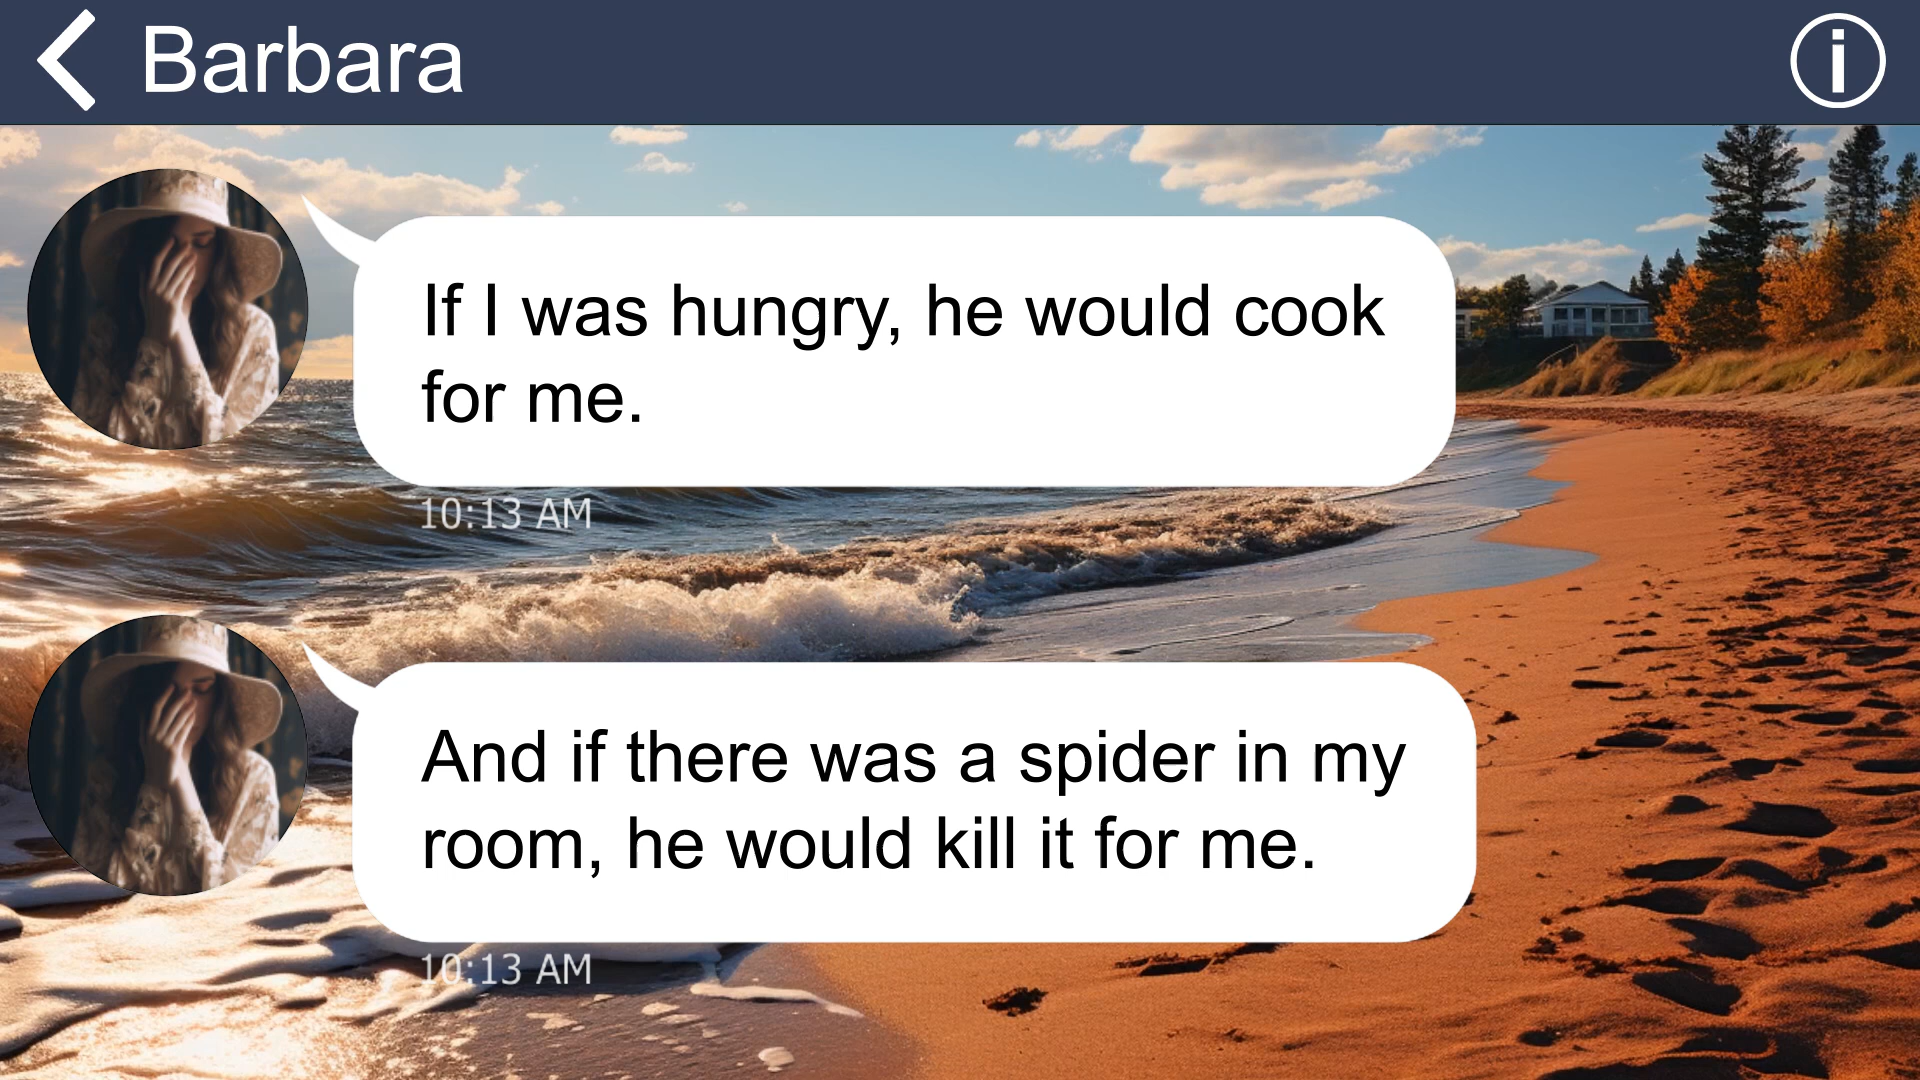 Barbara
If I was hungry, he would cook
for me.
10:13 AM
And if there was a spider in my
room, he would kill it for me.
10:13 AM